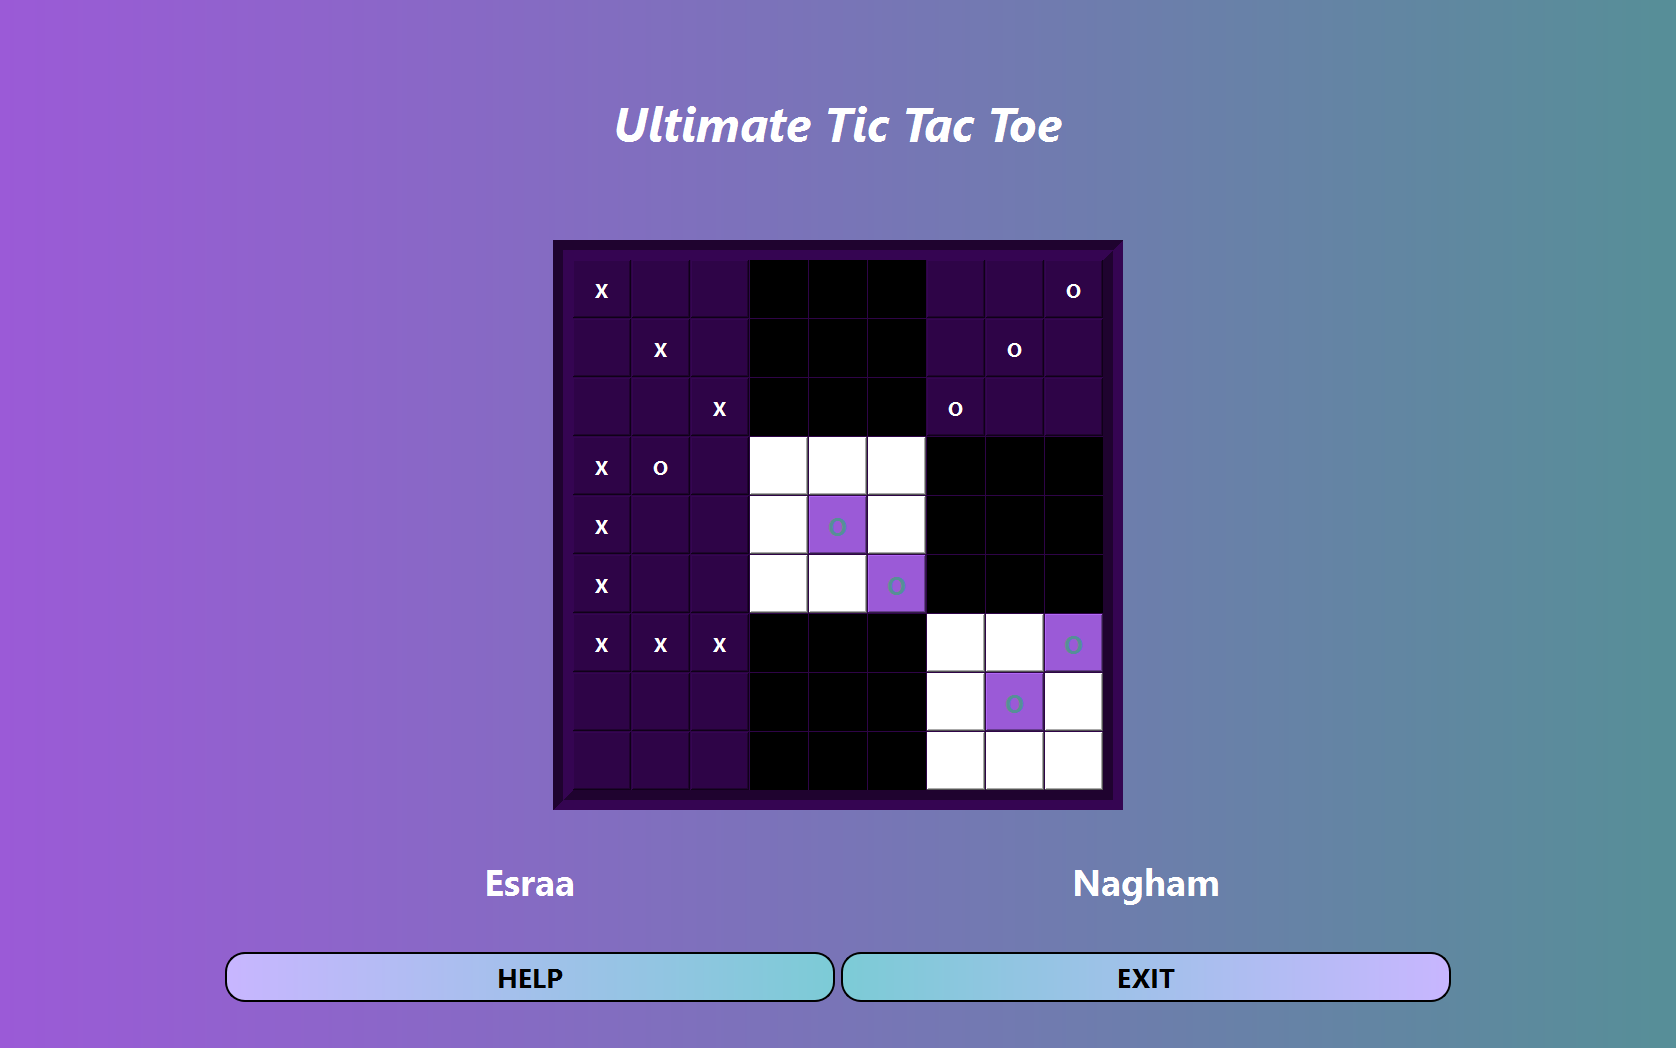 Ultimate Tic Tac Toe
X O
X O
X O
X O
X O
X O
X X X O
O
Esraa Nagham
HELP EXIT